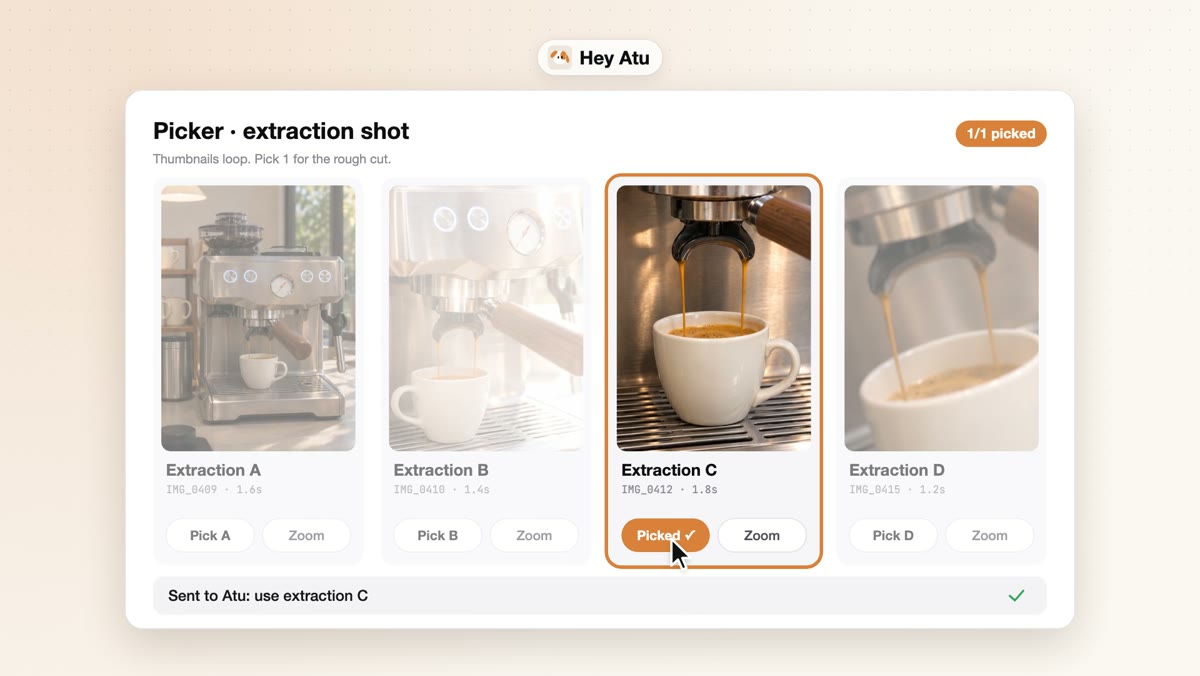 Hey Atu
Picker · extraction shot
1/1 picked
Thumbnails loop. Pick 1 for the rough cut.
Extraction A
IMG_0409 · 1.6s
Pick A
Zoom
Extraction B
IMG_0410 · 1.4s
Pick B
Zoom
Extraction C
IMG_0412 · 1.8s
Picked ✓
Zoom
Extraction D
IMG_0415 · 1.2s
Pick D
Zoom
Sent to Atu: use extraction C